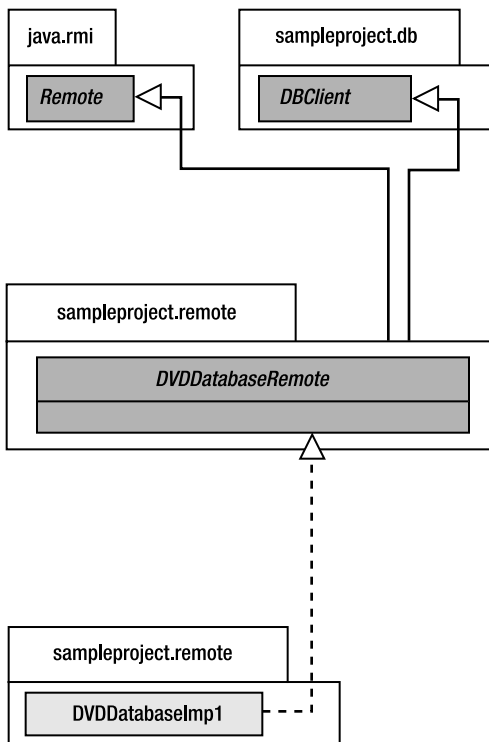 java.rmi
sampleproject.db
Remote
DBClient
sampleproject.remote
DVDDatabaseRemote
sampleproject.remote
DVDDatabaseImp1